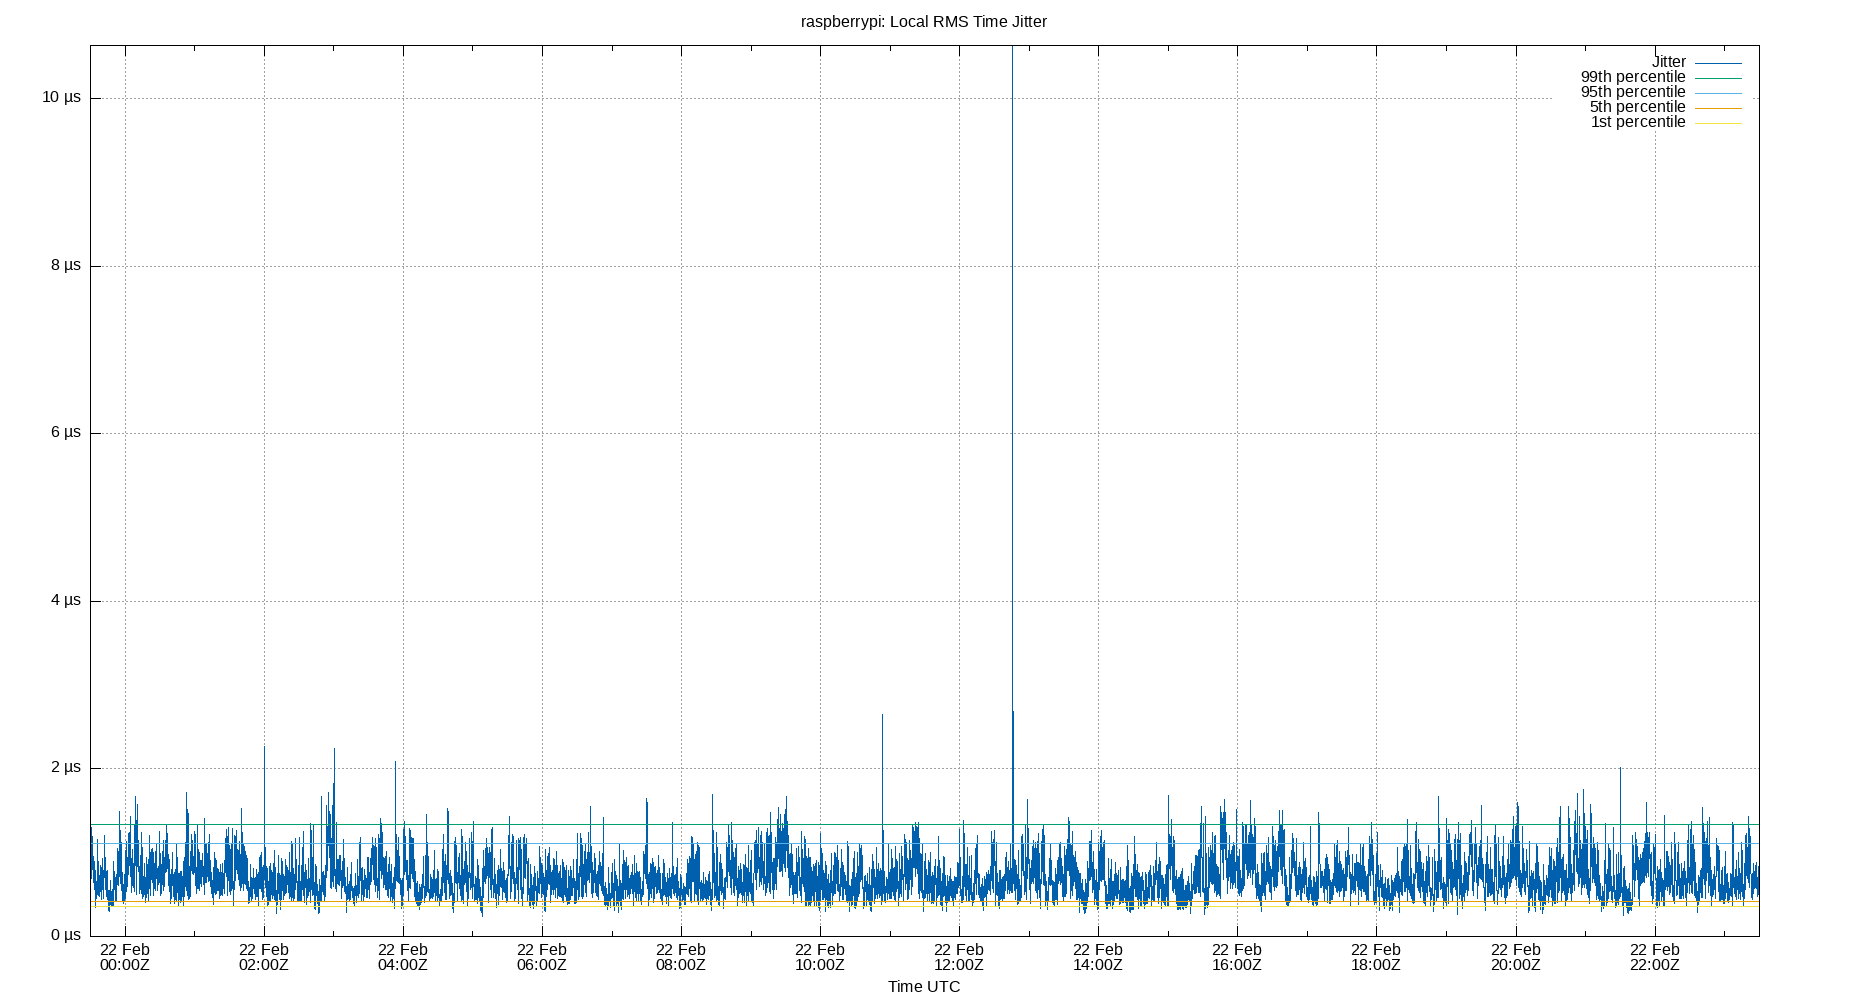 raspberrypi: Local RMS Time Jitter
Jitter
99th percentile
95th percentile
5th percentile
1st percentile
10 µs
8 µs
6 µs
4 µs
2 µs
0 µs
22 Feb 22 Feb 22 Feb 22 Feb 22 Feb 22 Feb 22 Feb 22 Feb 22 Feb 22 Feb 22 Feb 22 Feb
00:00Z 02:00Z 04:00Z 06:00Z 08:00Z 10:00Z 12:00Z 14:00Z 16:00Z 18:00Z 20:00Z 22:00Z
Time UTC